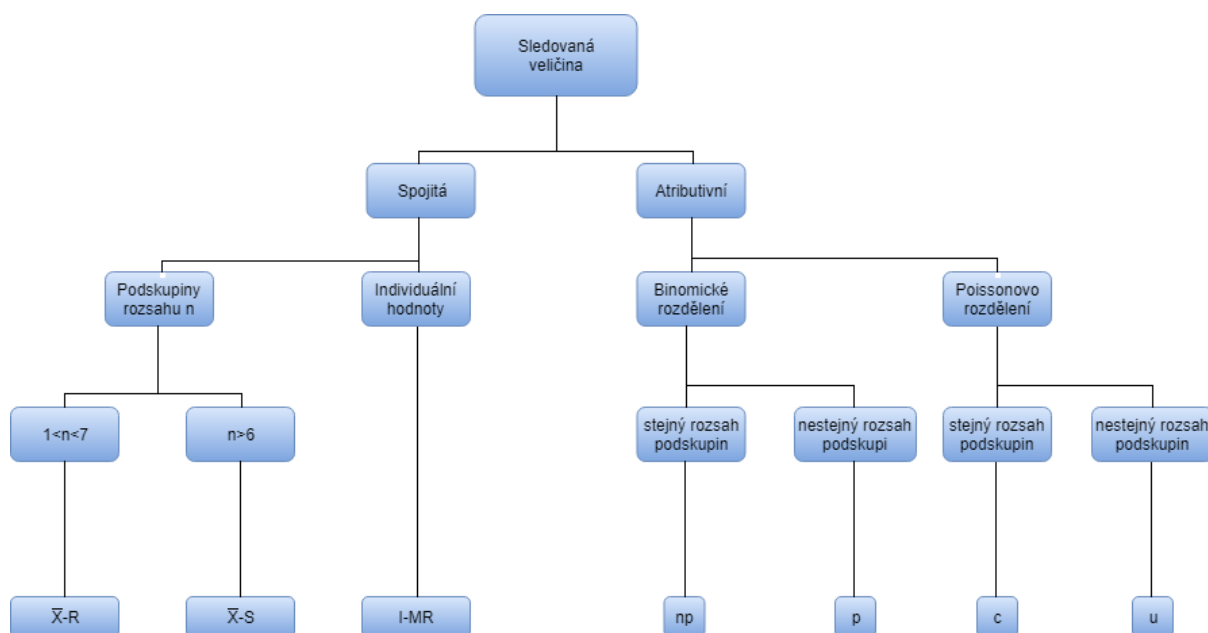 Sledovaná
veličina
Spojitá
Atributivní
Podskupiny
rozsahu n
Individuální
hodnoty
Binomické
rozdělení
Poissonovo
rozdělení
1<n<7
n>6
stejný rozsah
podskupin
nestejný rozsah
podskupi
stejný rozsah
podskupin
nestejný rozsah
podskupin
X̅-R
X̅-S
I-MR
np
p
c
u